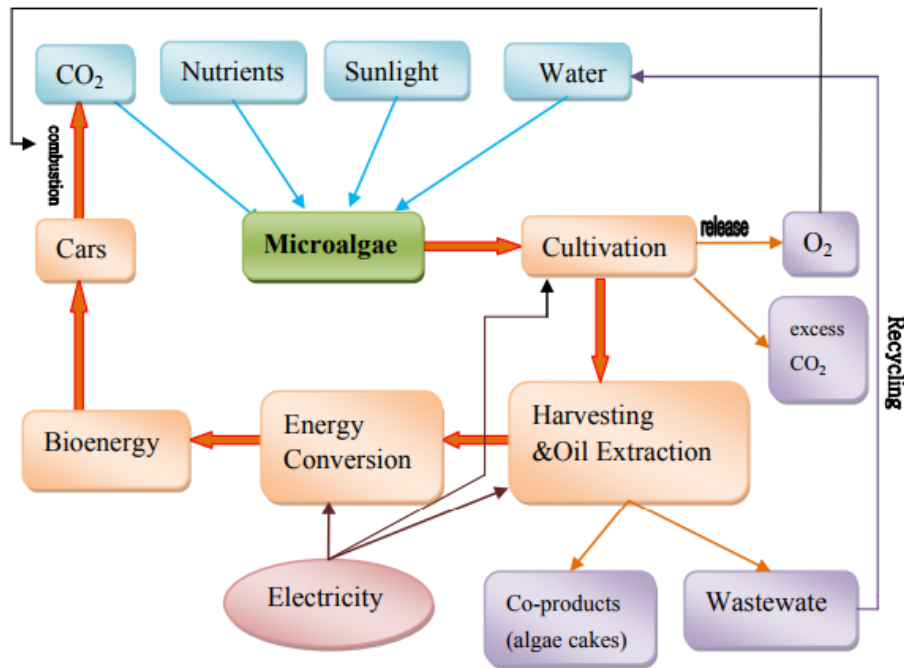 CO₂
Nutrients
Sunlight
Water
combustion
Microalgae
Cultivation
release
O₂
Cars
excess
CO₂
Recycling
Bioenergy
Energy
Conversion
Harvesting
&Oil Extraction
Electricity
Co-products
(algae cakes)
Wastewate